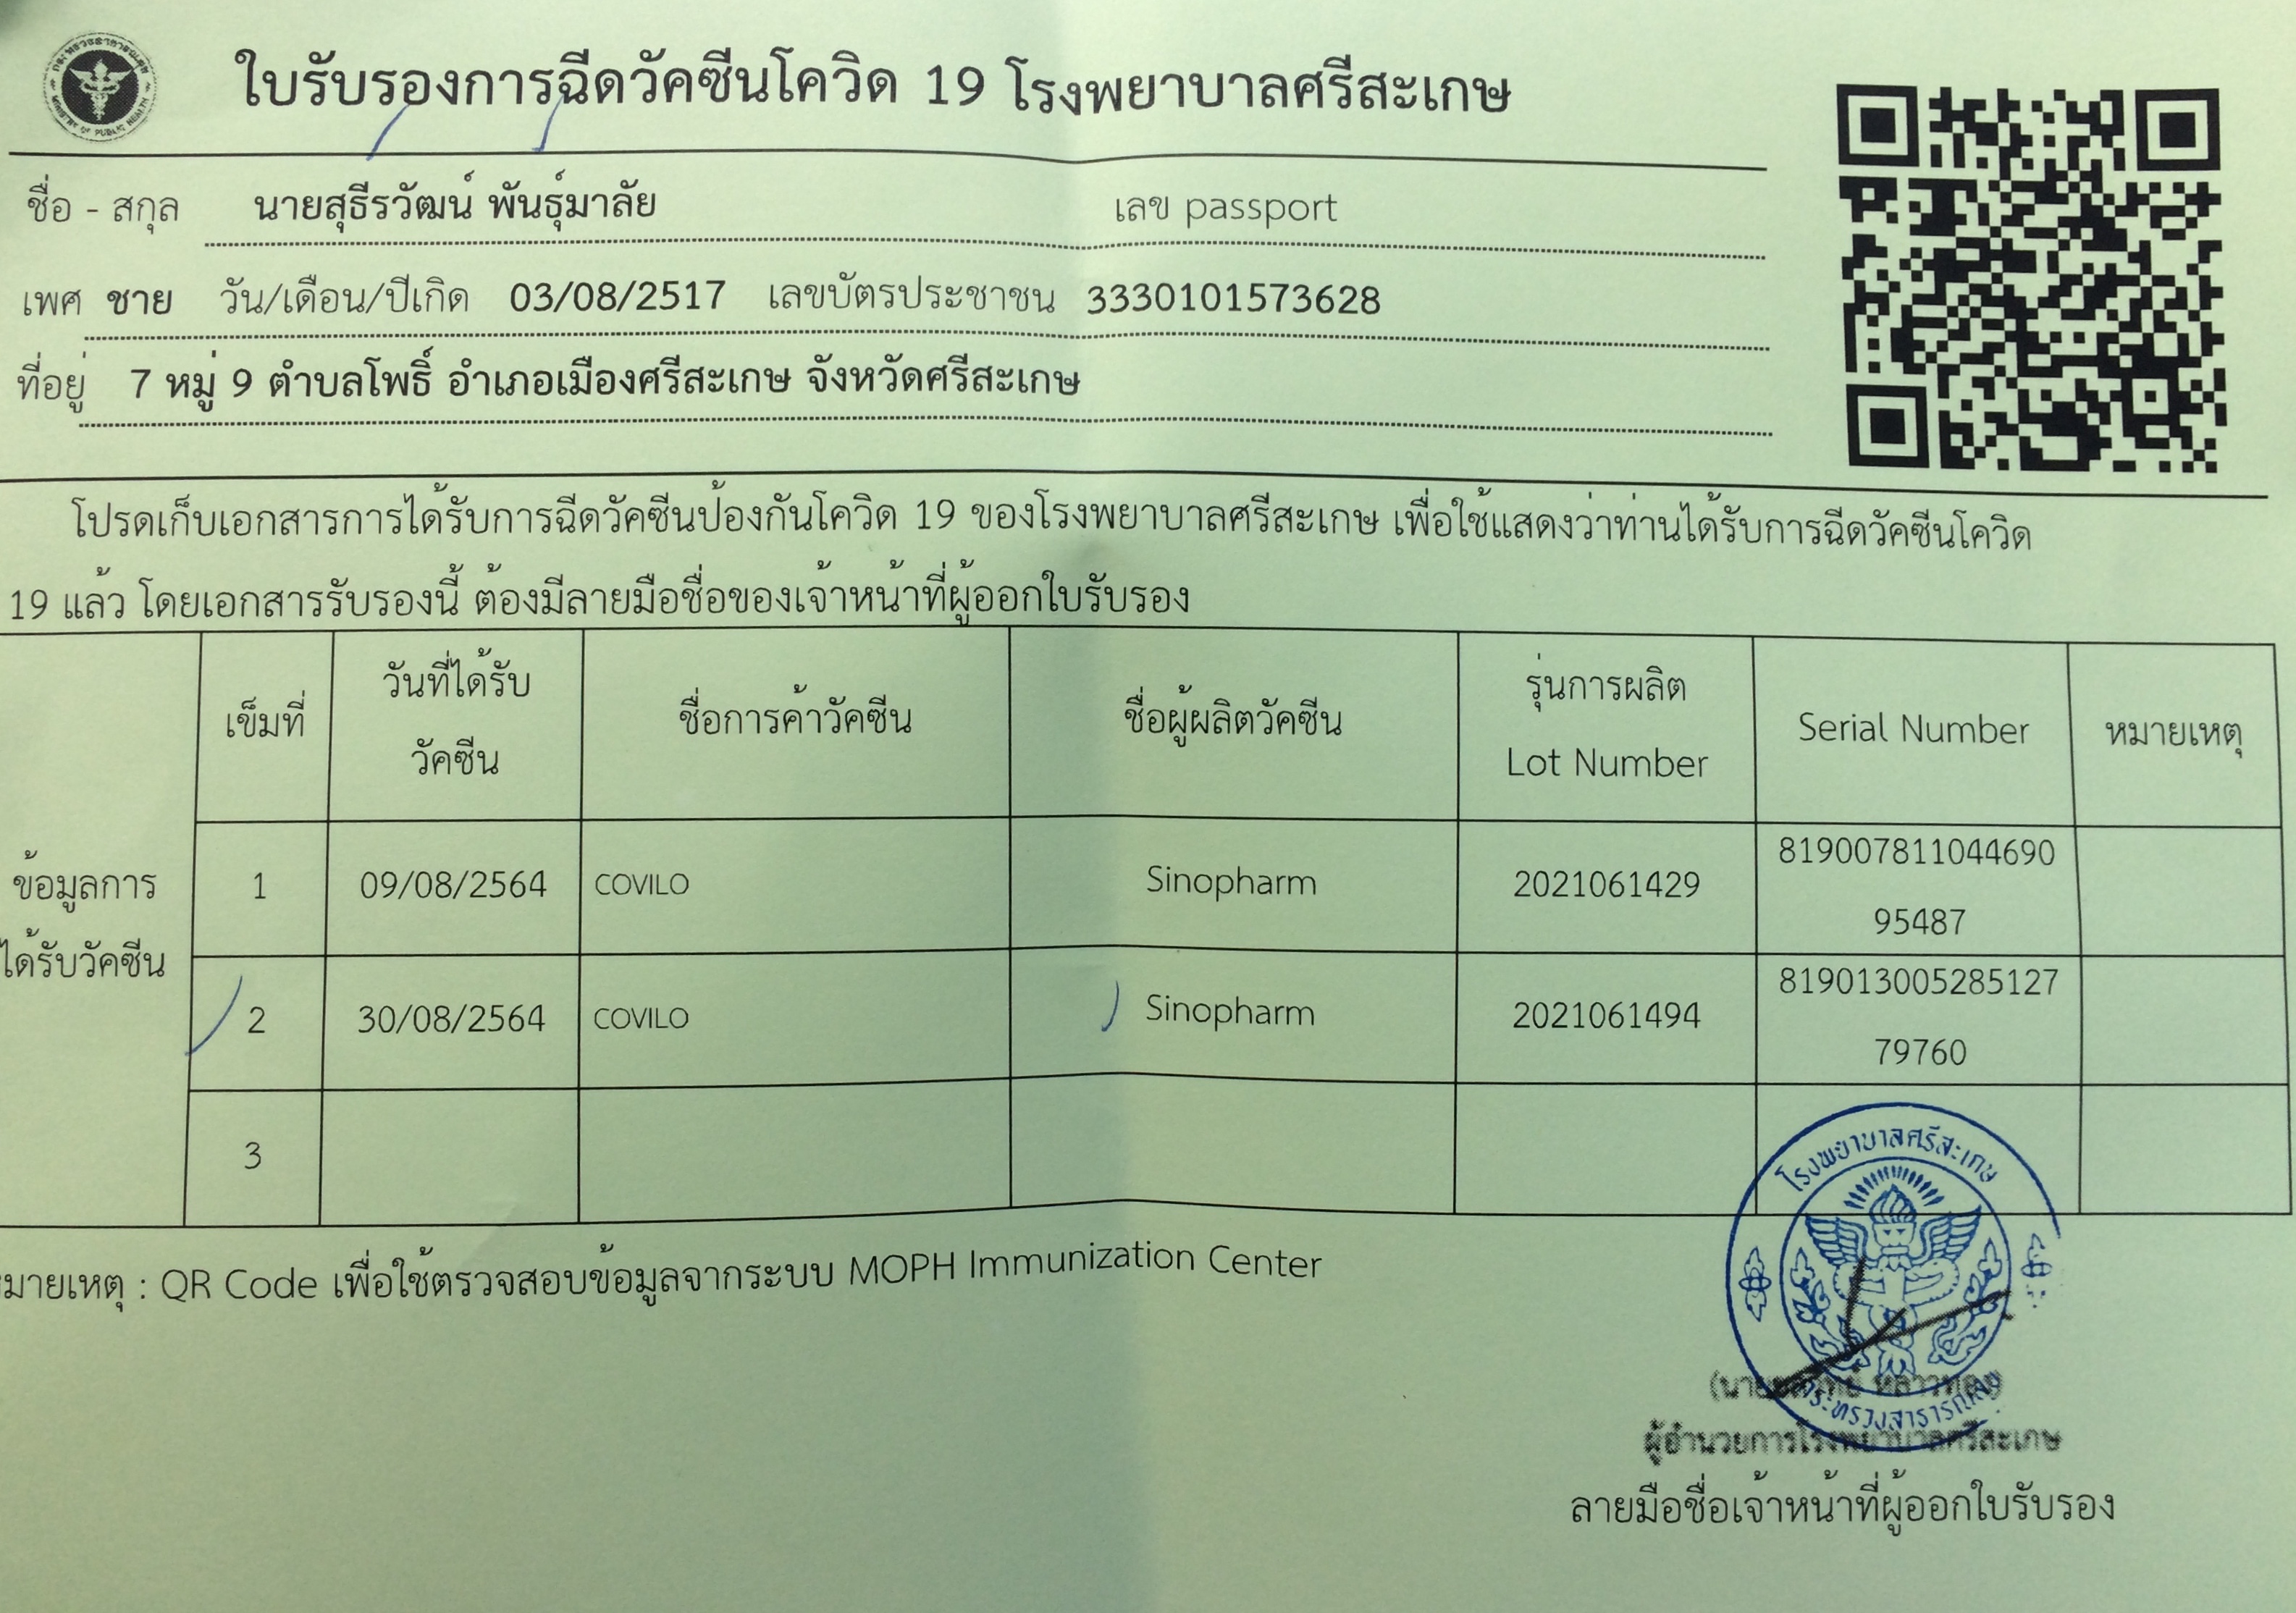 ใบรับรองการฉีดวัคซีนโควิด 19 โรงพยาบาลศรีสะเกษ
ชื่อ - สกุล นายสุธีรวัฒน์ พันธุ์มาลัย เลข passport
เพศ ชาย วัน/เดือน/ปีเกิด 03/08/2517 เลขบัตรประชาชน 3330101573628
ที่อยู่ 7 หมู่ 9 ตำบลโพธิ์ อำเภอเมืองศรีสะเกษ จังหวัดศรีสะเกษ
โปรดเก็บเอกสารการได้รับการฉีดวัคซีนป้องกันโควิด 19 ของโรงพยาบาลศรีสะเกษ เพื่อใช้แสดงว่าท่านได้รับการฉีดวัคซีนโควิด
19 แล้ว โดยเอกสารรับรองนี้ ต้องมีลายมือชื่อของเจ้าหน้าที่ผู้ออกใบรับรอง
เข็มที่ วันที่ได้รับ ชื่อการค้าวัคซีน ชื่อผู้ผลิตวัคซีน รุ่นการผลิต Serial Number หมายเหตุ
วัคซีน Lot Number
ข้อมูลการ
ได้รับวัคซีน
1 09/08/2564 COVILO Sinopharm 2021061429 819007811044690
95487
2 30/08/2564 COVILO Sinopharm 2021061494 819013005285127
79760
3
โรงพยาบาลศรีสะเกษ
มายเหตุ : QR Code เพื่อใช้ตรวจสอบข้อมูลจากระบบ MOPH Immunization Center
กระทรวงสาธารณสุข
ผู้อำนวยการโรงพยาบาลศรีสะเกษ
ลายมือชื่อเจ้าหน้าที่ผู้ออกใบรับรอง